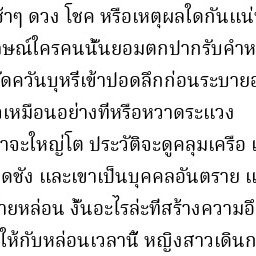 ช้าๆ ดวง โชค หรือเหตุผลใดกันแน่
ษณ์ใครคนนั้นยอมตกปากรับคำห
ัดควันบุหรี่เข้าปอดลึกก่อนระบายอ
เหมือนอย่างที่หรือหวาดระแวง
าจะใหญ่โต ประวัติจะดูคลุมเครือ เ
ดชัง และเขาเป็นบุคคลอันตราย แ
ายหล่อน งั้นอะไรล่ะที่สร้างความอึ
ให้กับหล่อนเวลานี้ หญิงสาวเดินก